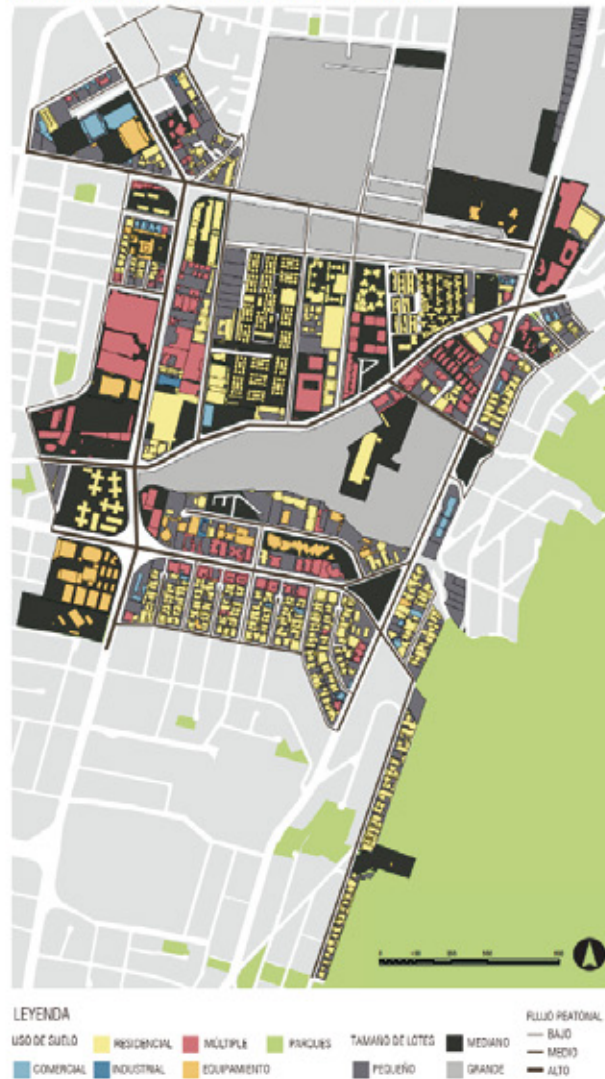 LEYENDA
USO DE SUELO RESIDENCIAL MÚLTIPLE PARQUES TAMAÑO DE LOTES MEDIANO
COMERCIAL INDUSTRIAL EQUIPAMIENTO PEQUEÑO GRANDE
FLUJO PEATONAL
BAJO
MEDIO
ALTO